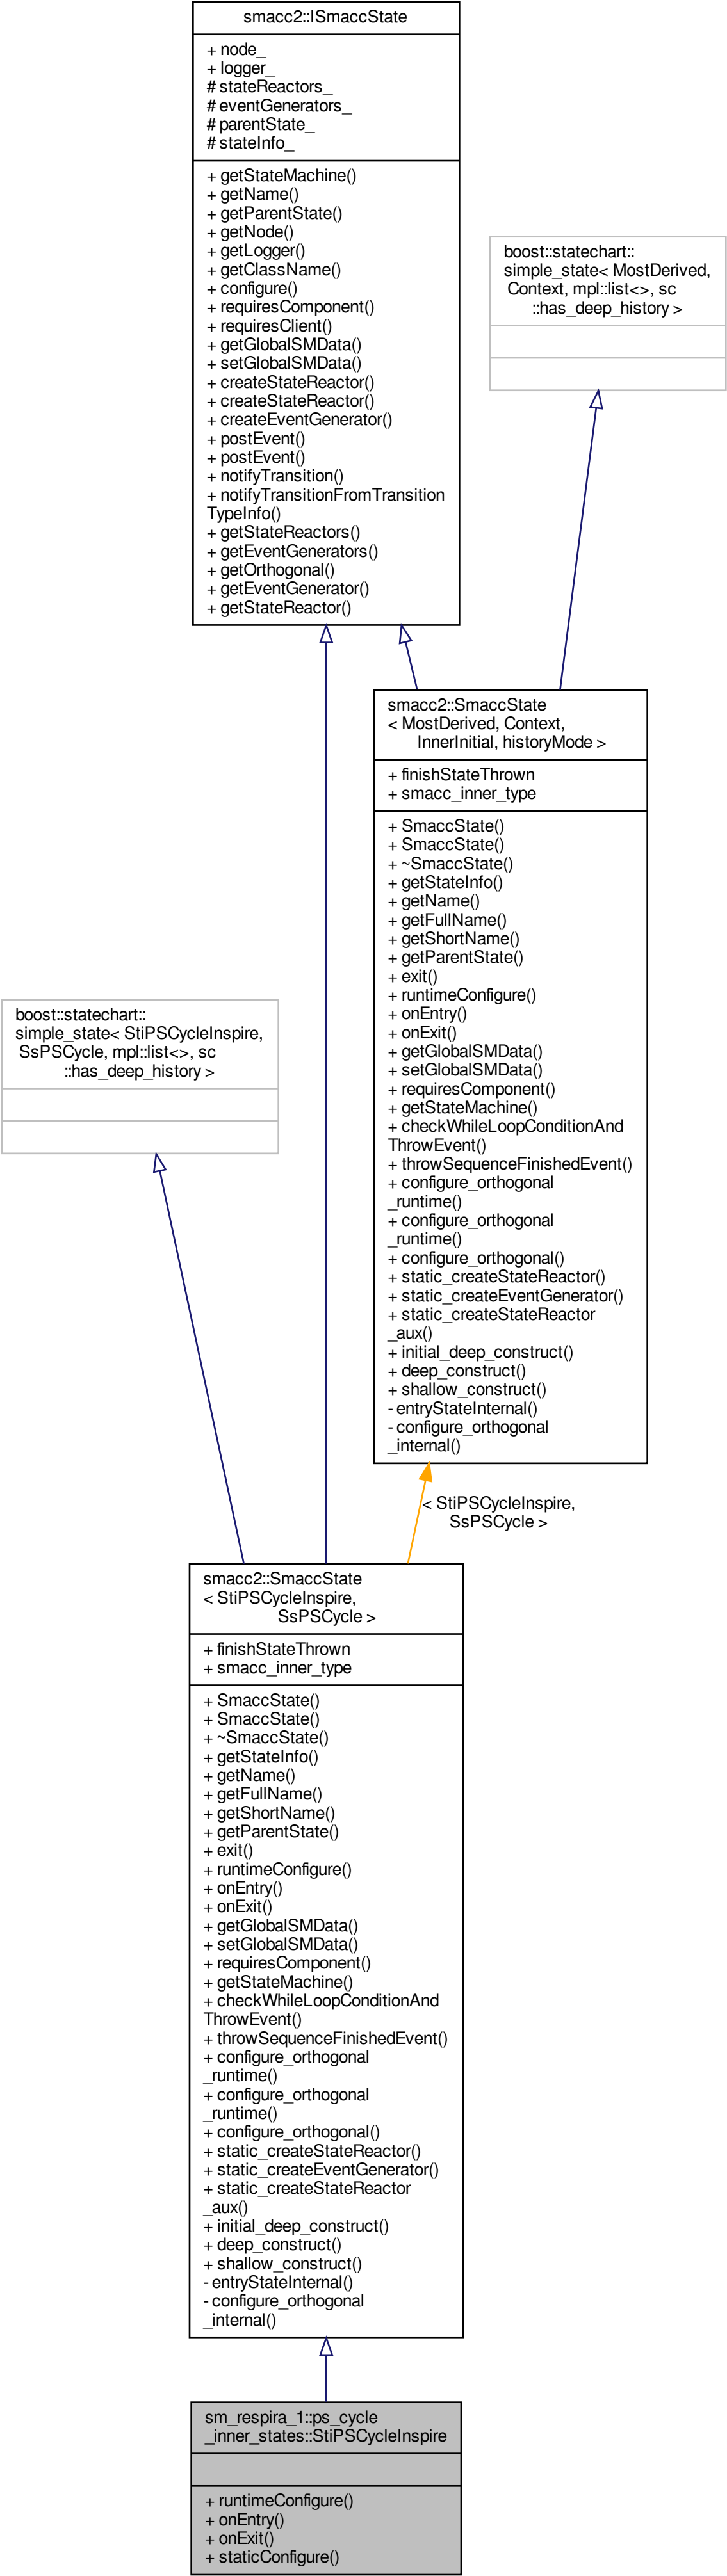 smacc2::ISmaccState
+ node_
+ logger_
# stateReactors_
# eventGenerators_
# parentState_
# stateInfo_
+ getStateMachine()
+ getName()
+ getParentState()
+ getNode()
+ getLogger()
+ getClassName()
+ configure()
+ requiresComponent()
+ requiresClient()
+ getGlobalSMData()
+ setGlobalSMData()
+ createStateReactor()
+ createStateReactor()
+ createEventGenerator()
+ postEvent()
+ postEvent()
+ notifyTransition()
+ notifyTransitionFromTransition
TypeInfo()
+ getStateReactors()
+ getEventGenerators()
+ getOrthogonal()
+ getEventGenerator()
+ getStateReactor()
boost::statechart::
simple_state< MostDerived,
Context, mpl::list<>, sc
::has_deep_history >
smacc2::SmaccState
< MostDerived, Context,
InnerInitial, historyMode >
+ finishStateThrown
+ smacc_inner_type
+ SmaccState()
+ SmaccState()
+ ~SmaccState()
+ getStateInfo()
+ getName()
+ getFullName()
+ getShortName()
+ getParentState()
+ exit()
+ runtimeConfigure()
+ onEntry()
+ onExit()
+ getGlobalSMData()
+ setGlobalSMData()
+ requiresComponent()
+ getStateMachine()
+ checkWhileLoopConditionAnd
ThrowEvent()
+ throwSequenceFinishedEvent()
+ configure_orthogonal
_runtime()
+ configure_orthogonal
_runtime()
+ configure_orthogonal()
+ static_createStateReactor()
+ static_createEventGenerator()
+ static_createStateReactor
_aux()
+ initial_deep_construct()
+ deep_construct()
+ shallow_construct()
- entryStateInternal()
- configure_orthogonal
_internal()
boost::statechart::
simple_state< StiPSCycleInspire,
SsPSCycle, mpl::list<>, sc
::has_deep_history >
< StiPSCycleInspire,
SsPSCycle >
smacc2::SmaccState
< StiPSCycleInspire,
SsPSCycle >
+ finishStateThrown
+ smacc_inner_type
+ SmaccState()
+ SmaccState()
+ ~SmaccState()
+ getStateInfo()
+ getName()
+ getFullName()
+ getShortName()
+ getParentState()
+ exit()
+ runtimeConfigure()
+ onEntry()
+ onExit()
+ getGlobalSMData()
+ setGlobalSMData()
+ requiresComponent()
+ getStateMachine()
+ checkWhileLoopConditionAnd
ThrowEvent()
+ throwSequenceFinishedEvent()
+ configure_orthogonal
_runtime()
+ configure_orthogonal
_runtime()
+ configure_orthogonal()
+ static_createStateReactor()
+ static_createEventGenerator()
+ static_createStateReactor
_aux()
+ initial_deep_construct()
+ deep_construct()
+ shallow_construct()
- entryStateInternal()
- configure_orthogonal
_internal()
sm_respira_1::ps_cycle
_inner_states::StiPSCycleInspire
+ runtimeConfigure()
+ onEntry()
+ onExit()
+ staticConfigure()